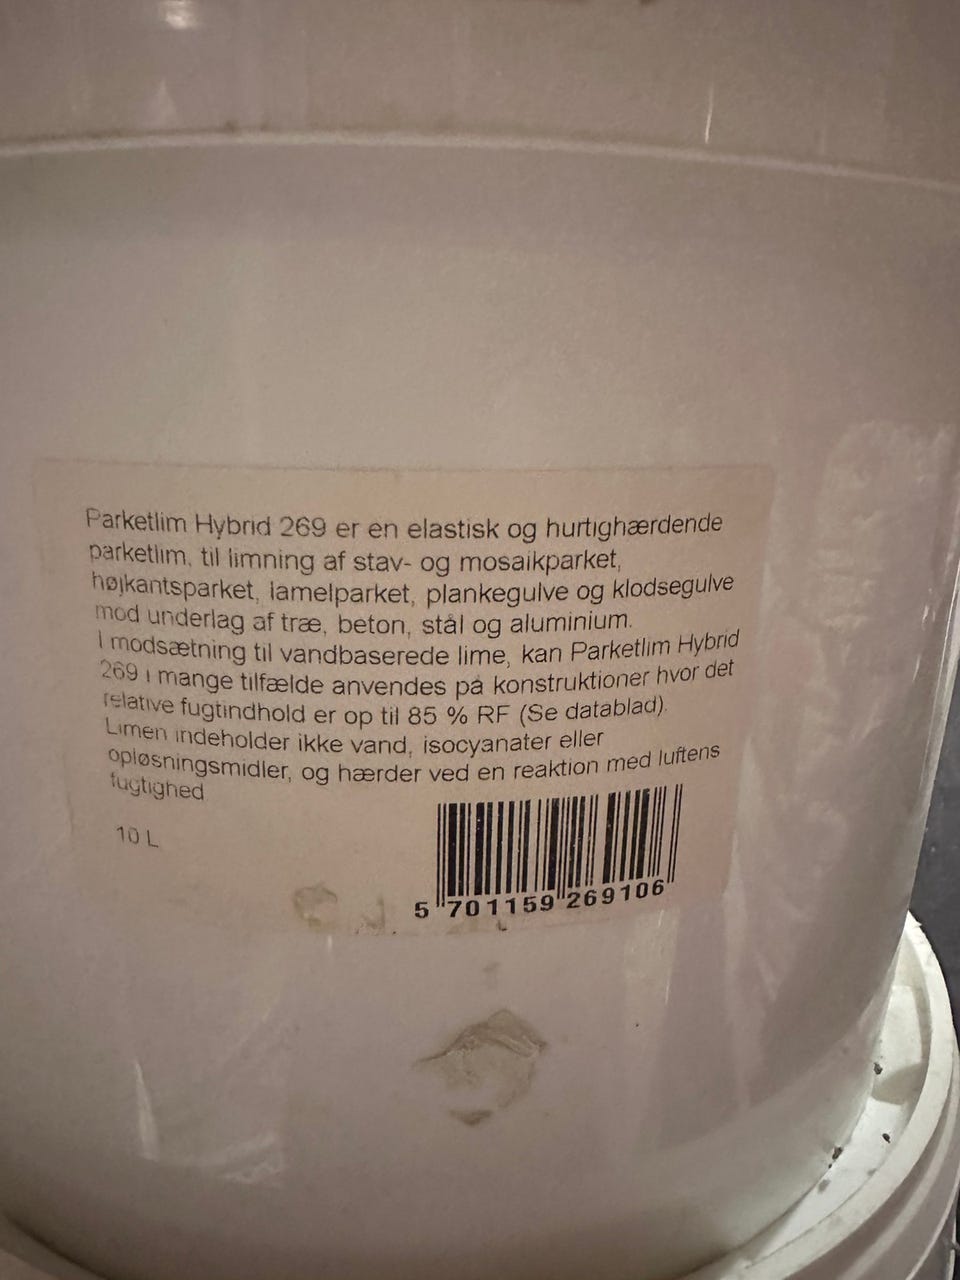 Parketlim Hybrid 269 er en elastisk og hurtighærdende
parketlim, til limning af stav- og mosaikparket,
højkantsparket, lamelparket, plankegulve og klodsegulve
mod underlag af træ, beton, stål og aluminium.
I modsætning til vandbaserede lime, kan Parketlim Hybrid
269 i mange tilfælde anvendes på konstruktioner hvor det
relative fugtindhold er op til 85 % RF (Se datablad).
Limen indeholder ikke vand, isocyanater eller
opløsningsmidler, og hærder ved en reaktion med luftens
fugtighed
10 L
5 701159 269106